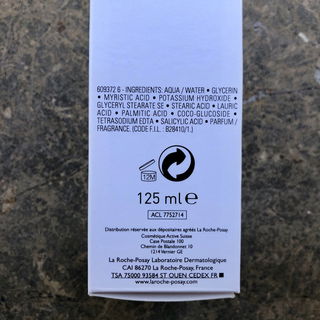 609372 6 - INGREDIENTS: AQUA / WATER • GLYCERIN
• MYRISTIC ACID • POTASSIUM HYDROXIDE •
GLYCERYL STEARATE SE • STEARIC ACID • LAURIC
ACID • PALMITIC ACID • COCO-GLUCOSIDE •
TETRASODIUM EDTA • SALICYLIC ACID • PARFUM /
FRAGRANCE. (CODE F.I.L. : B28410/1.)
12M
125 ml ℮
ACL 7752714
Distribution réservée aux dépositaires agréés La Roche-Posay
Cosmétique Active Suisse
Case Postale 100
Chemin de Blandonnet 10
1214 Vernier GE
La Roche-Posay Laboratoire Dermatologique
CAI 86270 La Roche-Posay, France
TSA 75000 93584 ST OUEN CEDEX FR
www.laroche-posay.com